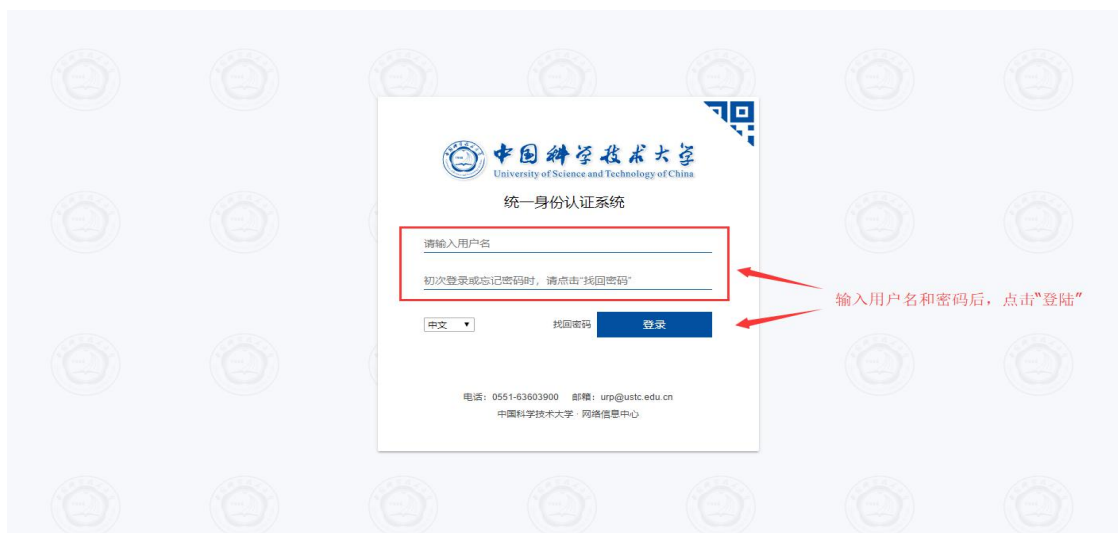 中国科学技术大学
University of Science and Technology of China
统一身份认证系统
请输入用户名
初次登录或忘记密码时，请点击“找回密码”
输入用户名和密码后，点击“登陆”
中文 找回密码 登录
电话：0551-63603900 邮箱：urp@ustc.edu.cn
中国科学技术大学 · 网络信息中心